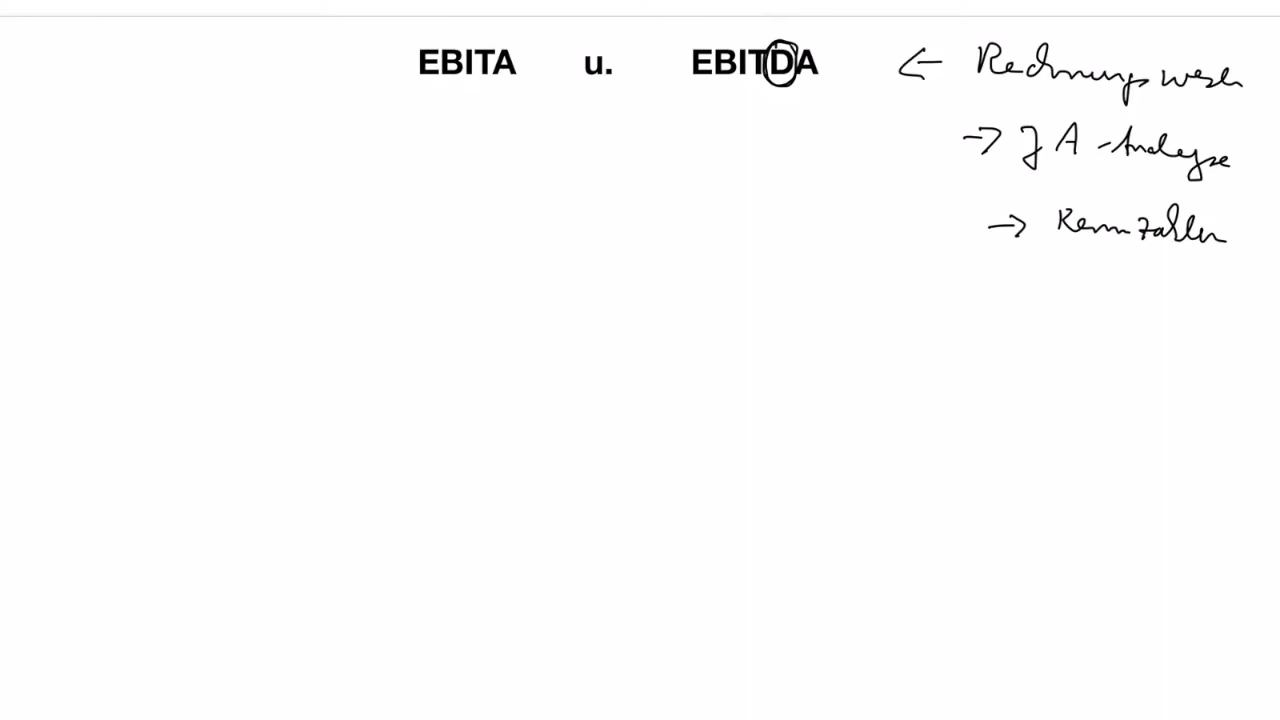 EBITA u. EBITDA ← Rechnungswesen
→ JA-Analyse
→ Kennzahlen